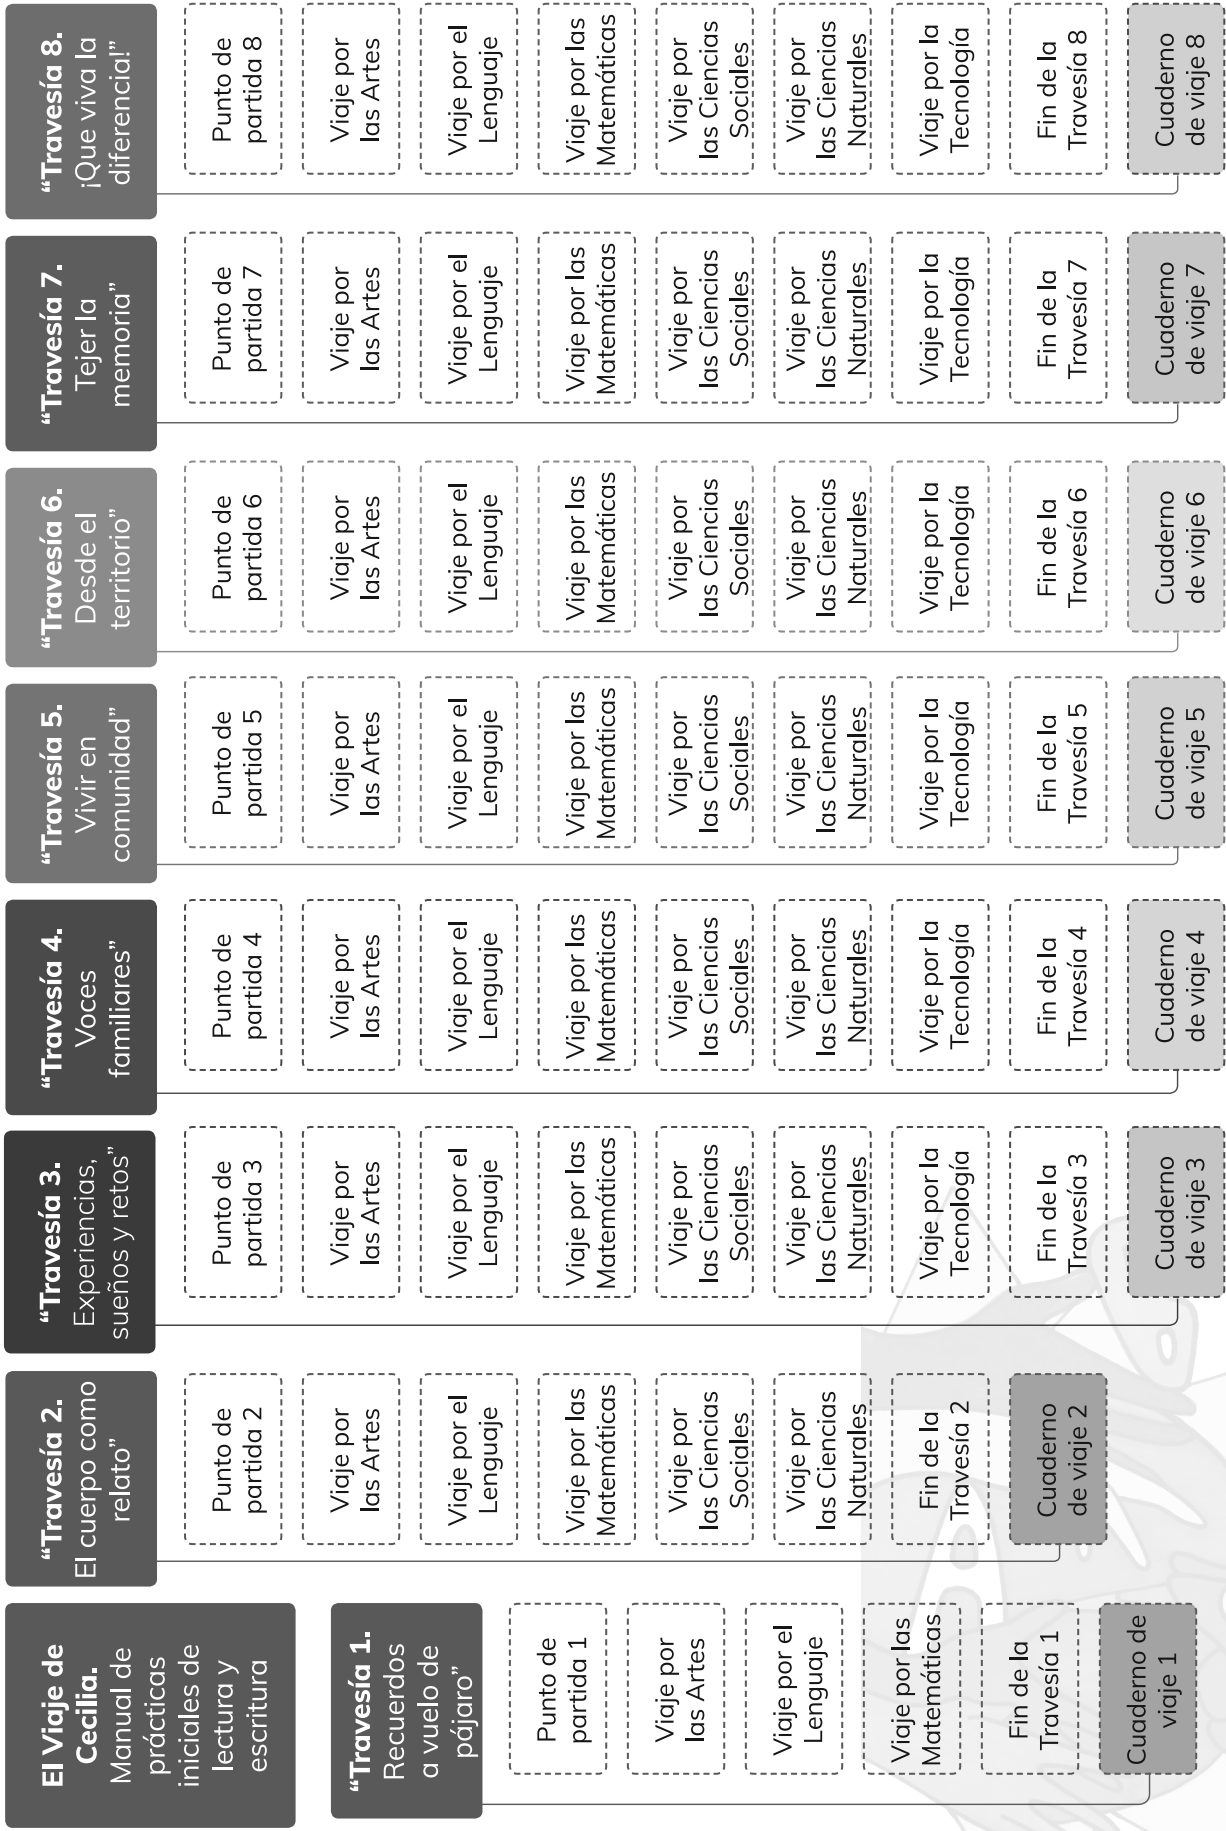 El Viaje de
Cecilia.
Manual de
prácticas
iniciales de
lectura y
escritura
“Travesía 1.
Recuerdos
a vuelo de
pájaro”
Punto de
partida 1
Viaje por
las Artes
Viaje por el
Lenguaje
Viaje por las
Matemáticas
Fin de la
Travesía 1
Cuaderno de
viaje 1
“Travesía 2.
El cuerpo como
relato”
Punto de
partida 2
Viaje por
las Artes
Viaje por el
Lenguaje
Viaje por las
Matemáticas
Viaje por
las Ciencias
Sociales
Viaje por
las Ciencias
Naturales
Fin de la
Travesía 2
Cuaderno
de viaje 2
“Travesía 3.
Experiencias,
sueños y retos”
Punto de
partida 3
Viaje por
las Artes
Viaje por el
Lenguaje
Viaje por las
Matemáticas
Viaje por
las Ciencias
Sociales
Viaje por
las Ciencias
Naturales
Viaje por la
Tecnología
Fin de la
Travesía 3
Cuaderno
de viaje 3
“Travesía 4.
Voces
familiares”
Punto de
partida 4
Viaje por
las Artes
Viaje por el
Lenguaje
Viaje por las
Matemáticas
Viaje por
las Ciencias
Sociales
Viaje por
las Ciencias
Naturales
Viaje por la
Tecnología
Fin de la
Travesía 4
Cuaderno
de viaje 4
“Travesía 5.
Vivir en
comunidad”
Punto de
partida 5
Viaje por
las Artes
Viaje por el
Lenguaje
Viaje por las
Matemáticas
Viaje por
las Ciencias
Sociales
Viaje por
las Ciencias
Naturales
Viaje por la
Tecnología
Fin de la
Travesía 5
Cuaderno
de viaje 5
“Travesía 6.
Desde el
territorio”
Punto de
partida 6
Viaje por
las Artes
Viaje por el
Lenguaje
Viaje por las
Matemáticas
Viaje por
las Ciencias
Sociales
Viaje por
las Ciencias
Naturales
Viaje por la
Tecnología
Fin de la
Travesía 6
Cuaderno
de viaje 6
“Travesía 7.
Tejer la
memoria”
Punto de
partida 7
Viaje por
las Artes
Viaje por el
Lenguaje
Viaje por las
Matemáticas
Viaje por
las Ciencias
Sociales
Viaje por
las Ciencias
Naturales
Viaje por la
Tecnología
Fin de la
Travesía 7
Cuaderno
de viaje 7
“Travesía 8.
¡Que viva la
diferencia!”
Punto de
partida 8
Viaje por
las Artes
Viaje por el
Lenguaje
Viaje por las
Matemáticas
Viaje por
las Ciencias
Sociales
Viaje por
las Ciencias
Naturales
Viaje por la
Tecnología
Fin de la
Travesía 8
Cuaderno
de viaje 8